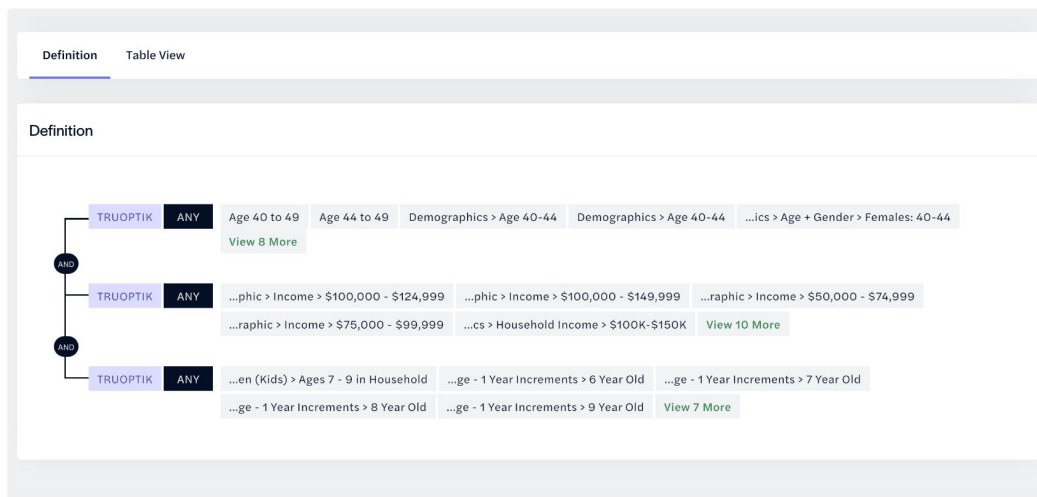 Definition Table View
Definition
TRUOPTIK ANY Age 40 to 49 Age 44 to 49 Demographics > Age 40-44 Demographics > Age 40-44 ...ics > Age + Gender > Females: 40-44
View 8 More
AND
TRUOPTIK ANY ...phic > Income > $100,000 - $124,999 ...phic > Income > $100,000 - $149,999 ...raphic > Income > $50,000 - $74,999
...raphic > Income > $75,000 - $99,999 ...cs > Household Income > $100K-$150K View 10 More
AND
TRUOPTIK ANY ...en (Kids) > Ages 7 - 9 in Household ...ge - 1 Year Increments > 6 Year Old ...ge - 1 Year Increments > 7 Year Old
...ge - 1 Year Increments > 8 Year Old ...ge - 1 Year Increments > 9 Year Old View 7 More